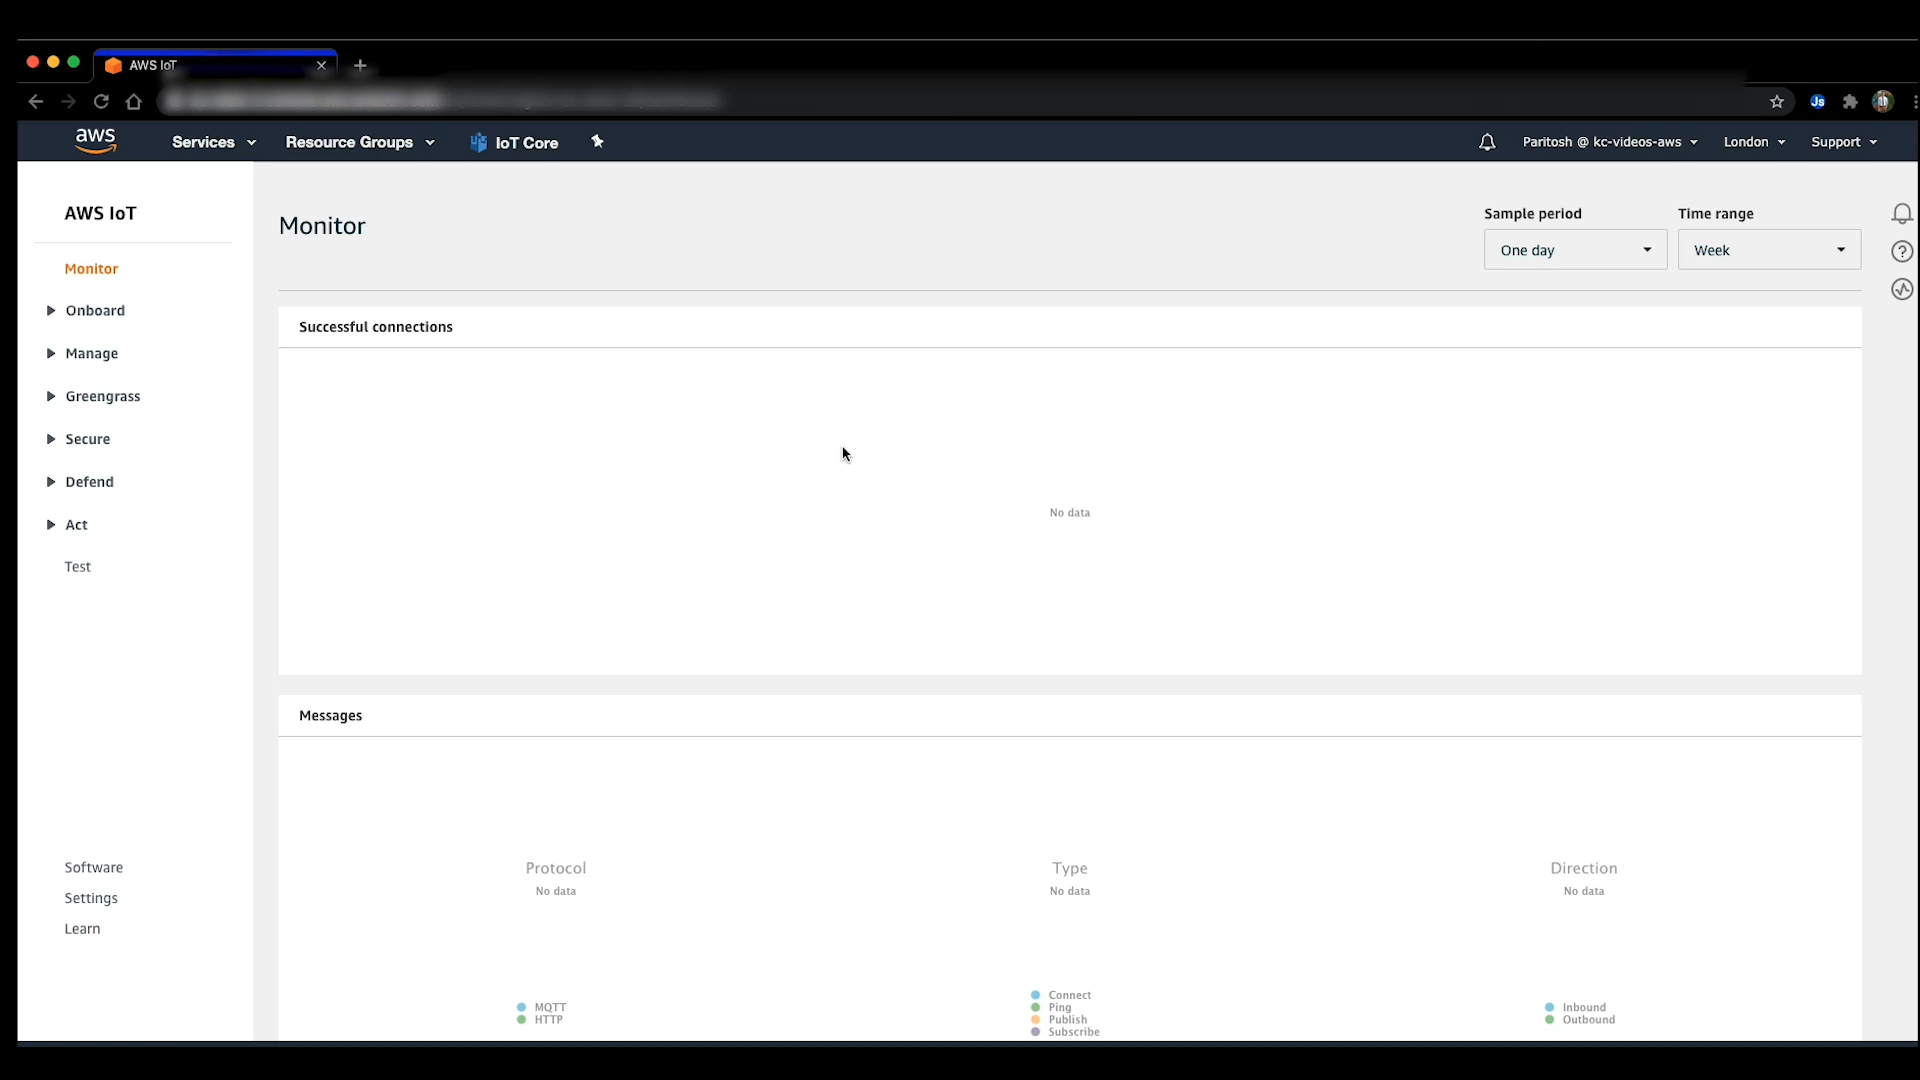 AWS IoT
aws
Services
Resource Groups
IoT Core
Paritosh @ kc-videos-aws
London
Support
AWS IoT
Monitor
Onboard
Manage
Greengrass
Secure
Defend
Act
Test
Software
Settings
Learn
Monitor
Sample period
One day
Time range
Week
Successful connections
No data
Messages
Protocol
No data
MQTT
HTTP
Type
No data
Connect
Ping
Publish
Subscribe
Direction
No data
Inbound
Outbound
Js